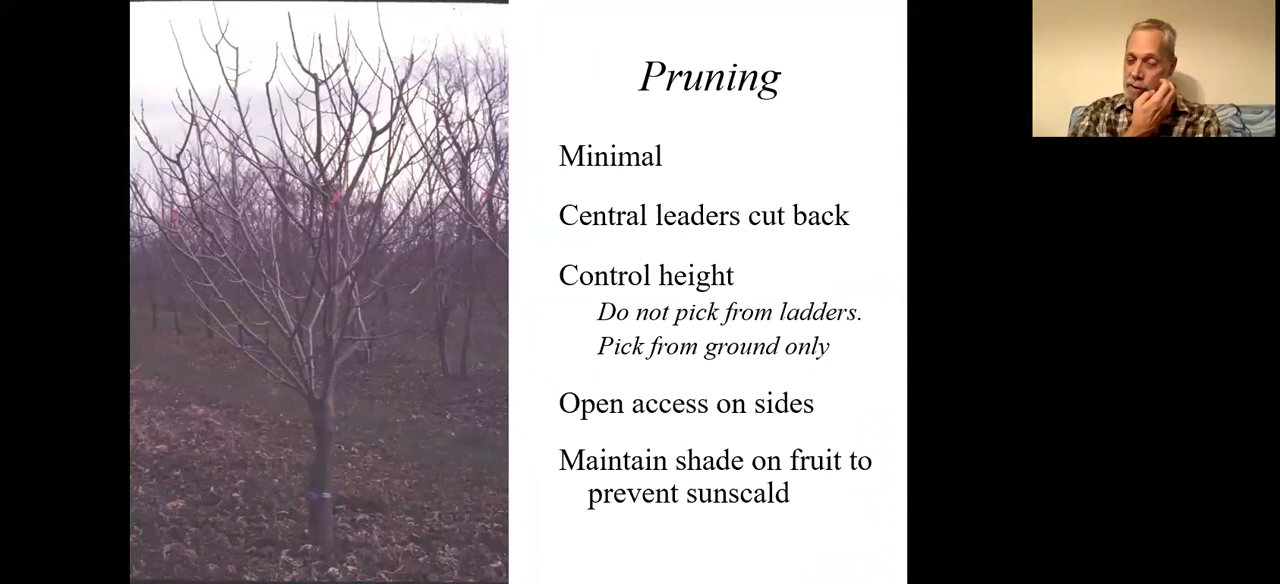 Pruning
Minimal
Central leaders cut back
Control height
Do not pick from ladders.
Pick from ground only
Open access on sides
Maintain shade on fruit to
prevent sunscald